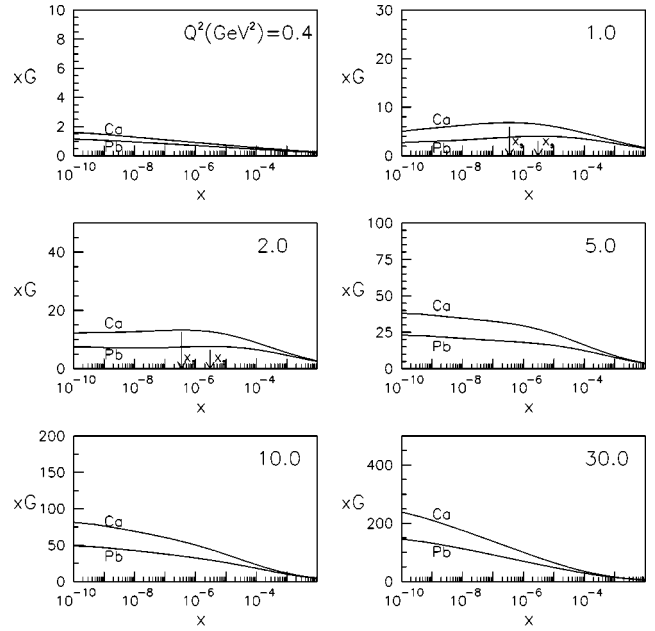 Q²(GeV²)=0.4
10
8
6
4
2
0
xG
Ca
Pb
10⁻¹⁰ 10⁻⁸ 10⁻⁶ 10⁻⁴
x
1.0
30
20
10
0
xG
Ca
Pb
10⁻¹⁰ 10⁻⁸ 10⁻⁶ 10⁻⁴
x
2.0
40
20
0
xG
Ca
Pb
10⁻¹⁰ 10⁻⁸ 10⁻⁶ 10⁻⁴
x
5.0
100
75
50
25
0
xG
Ca
Pb
10⁻¹⁰ 10⁻⁸ 10⁻⁶ 10⁻⁴
x
10.0
200
150
100
50
0
xG
Ca
Pb
10⁻¹⁰ 10⁻⁸ 10⁻⁶ 10⁻⁴
x
30.0
400
200
0
xG
Ca
Pb
10⁻¹⁰ 10⁻⁸ 10⁻⁶ 10⁻⁴
x